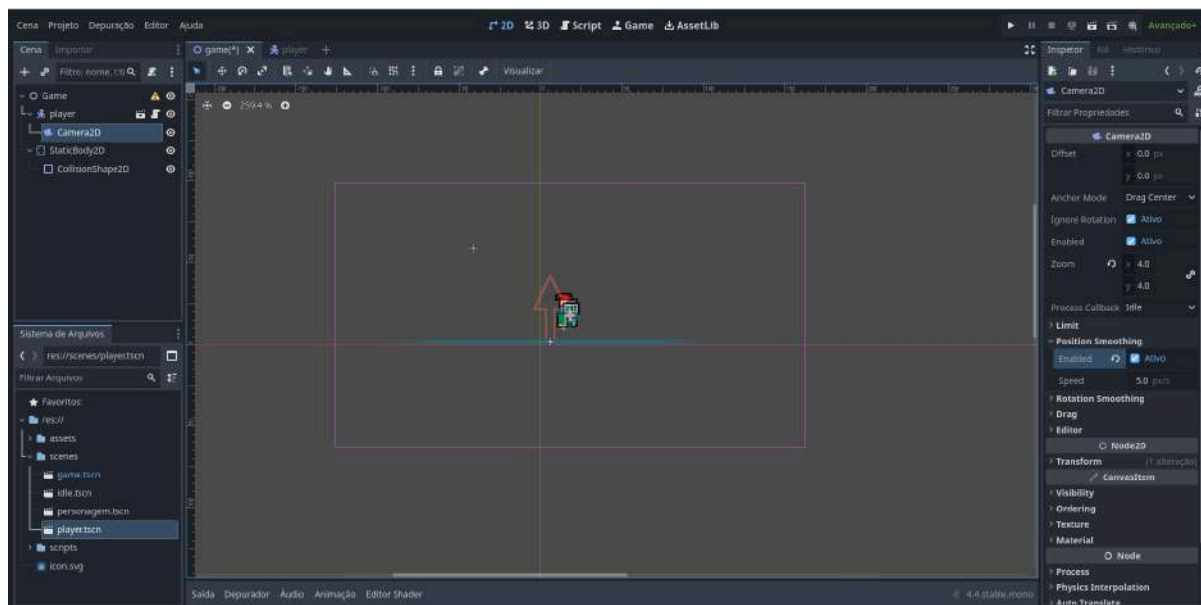 Cena Projeto Depuração Editor Ajuda
2D 3D Script Game AssetLib
Avançado+
Cena Importar
game(*) player
Inspetor Nó Histórico
Filtro: nome, t:ti
Visualizar
259.4 %
Game
player
Camera2D
StaticBody2D
CollisionShape2D
Sistema de Arquivos
res://scenes/player.tscn
Filtrar Arquivos
Favoritos:
res://
assets
scenes
game.tscn
idle.tscn
personagem.tscn
player.tscn
scripts
icon.svg
Saída Depurador Áudio Animação Editor Shader
4.4.stable.mono
Camera2D
Filtrar Propriedades
Camera2D
Offset x 0.0 px
y 0.0 px
Anchor Mode Drag Center
Ignore Rotation Ativo
Enabled Ativo
Zoom x 4.0
y 4.0
Process Callback Idle
Limit
Position Smoothing
Enabled Ativo
Speed 5.0 px/s
Rotation Smoothing
Drag
Editor
Node2D
Transform (1 alteração)
CanvasItem
Visibility
Ordering
Texture
Material
Node
Process
Physics Interpolation
Auto Translate